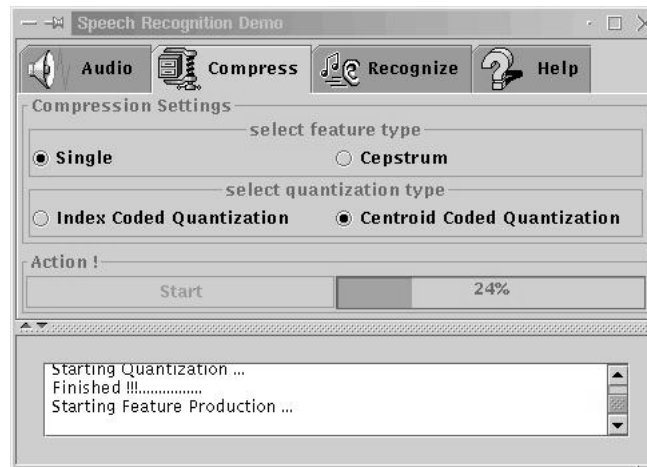 Speech Recognition Demo
Audio Compress Recognize Help
Compression Settings
select feature type
Single Cepstrum
select quantization type
Index Coded Quantization Centroid Coded Quantization
Action !
Start 24%
Starting Quantization ...
Finished !!!................
Starting Feature Production ...